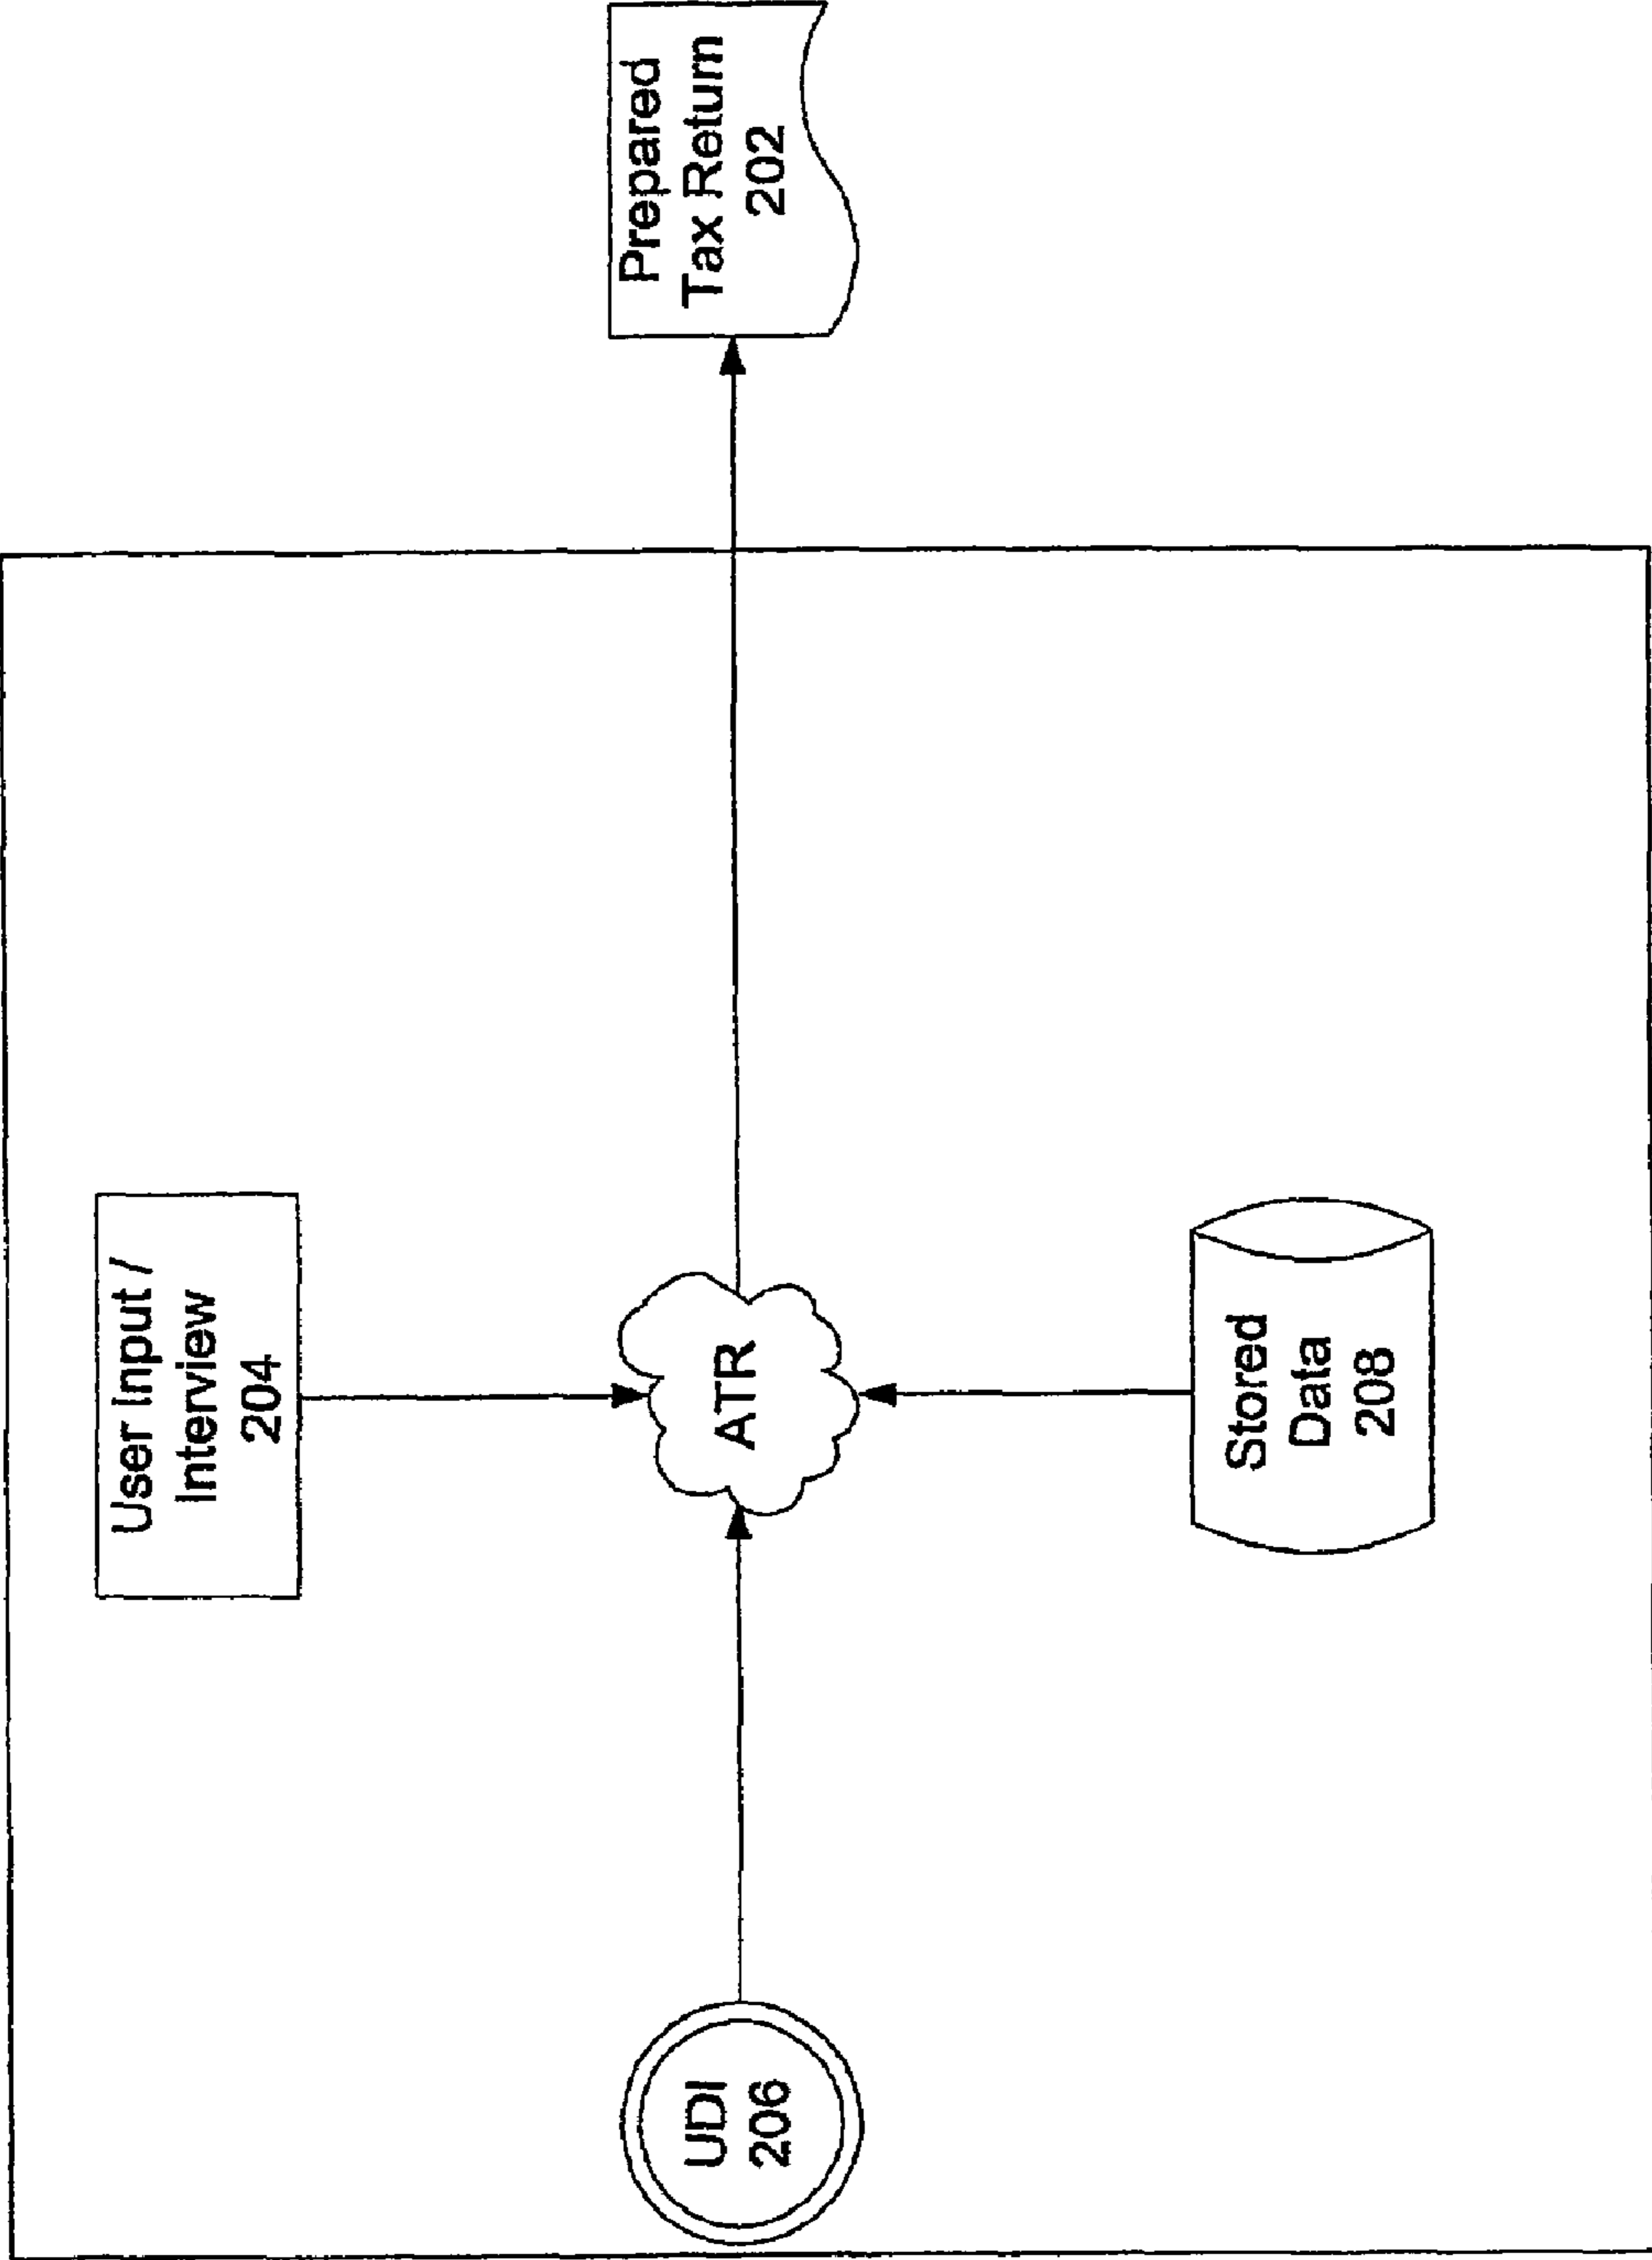 User Input /
Interview
204
UDI
206
ATR
Prepared
Tax Return
202
Stored
Data
208